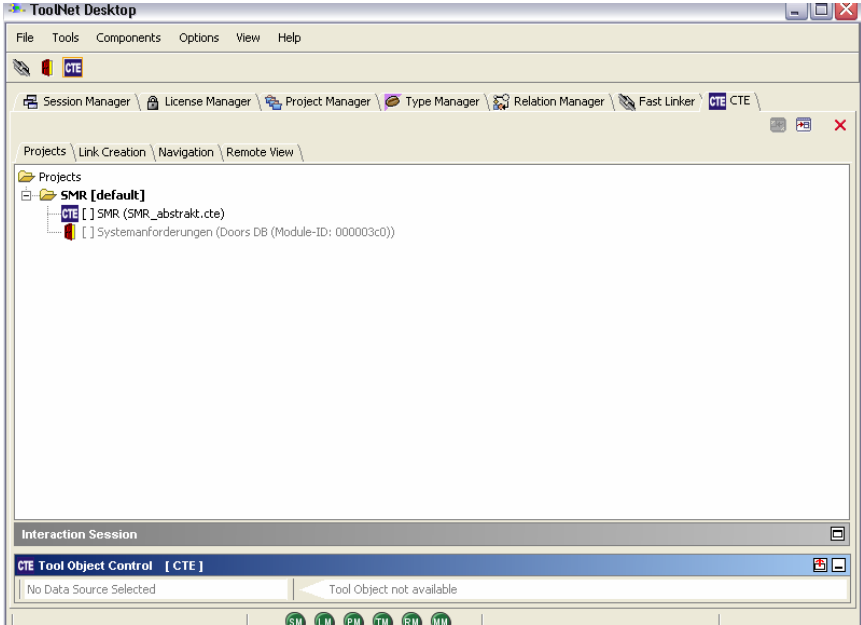 ToolNet Desktop
File Tools Components Options View Help
CTE
Session Manager License Manager Project Manager Type Manager Relation Manager Fast Linker CTE CTE
Projects Link Creation Navigation Remote View
Projects
SMR [default]
CTE [ ] SMR (SMR_abstrakt.cte)
[ ] Systemanforderungen (Doors DB (Module-ID: 000003c0))
Interaction Session
CTE Tool Object Control [ CTE ]
No Data Source Selected Tool Object not available
SM LM PM TM RM MM